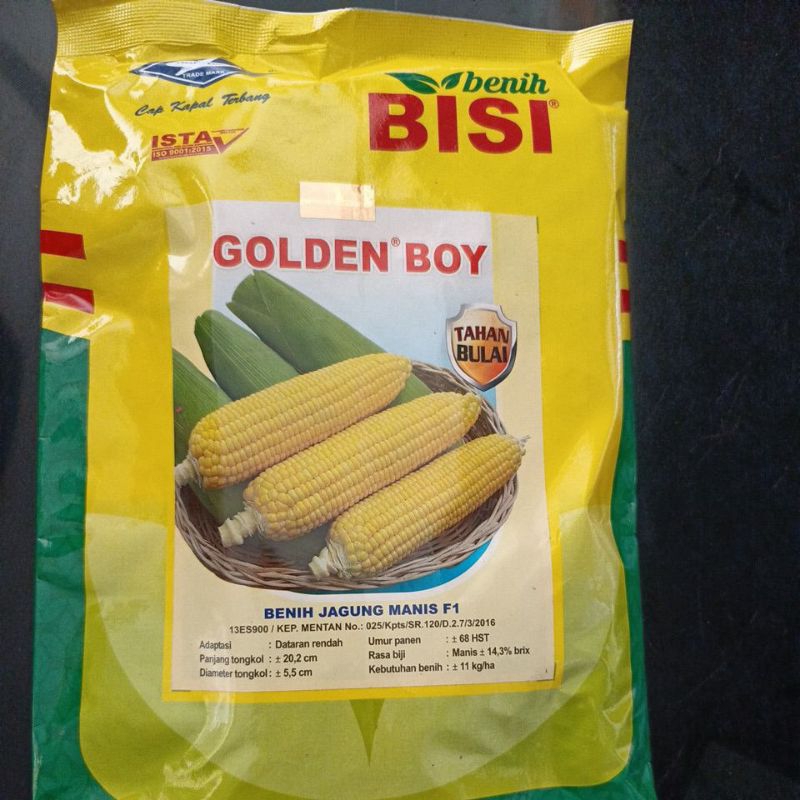 TRADE MARK
Cap Kapal Terbang
benih
BISI®
ISTA
ISO 9001:2015
GOLDEN® BOY
TAHAN
BULAI
BENIH JAGUNG MANIS F1
13ES900 / KEP. MENTAN No.: 025/Kpts/SR.120/D.2.7/3/2016
Adaptasi : Dataran rendah
Panjang tongkol : ± 20,2 cm
Diameter tongkol : ± 5,5 cm
Umur panen : ± 68 HST
Rasa biji : Manis ± 14,3% brix
Kebutuhan benih : ± 11 kg/ha